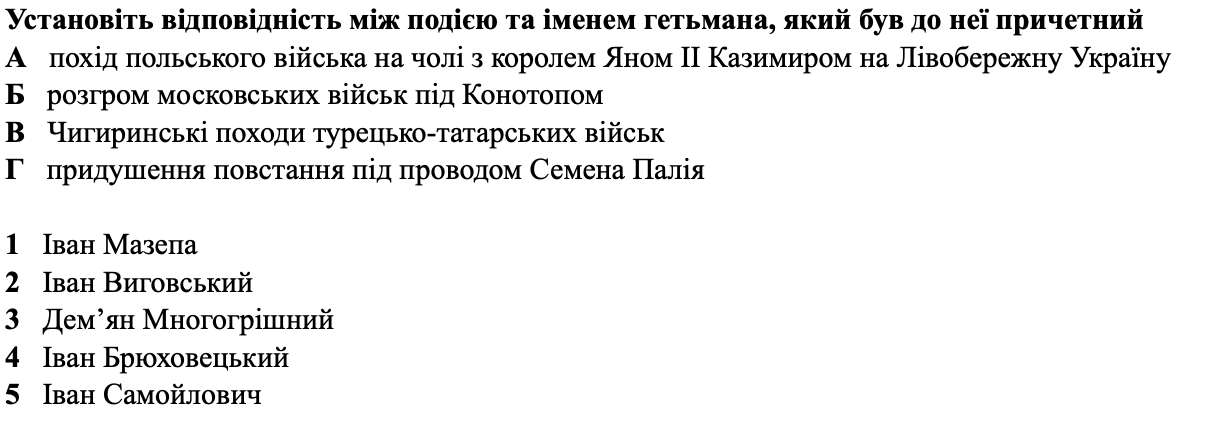 Установіть відповідність між подією та іменем гетьмана, який був до неї причетний
А похід польського війська на чолі з королем Яном ІІ Казимиром на Лівобережну Україну
Б розгром московських військ під Конотопом
В Чигиринські походи турецько-татарських військ
Г придушення повстання під проводом Семена Палія
1 Іван Мазепа
2 Іван Виговський
3 Дем’ян Многогрішний
4 Іван Брюховецький
5 Іван Самойлович